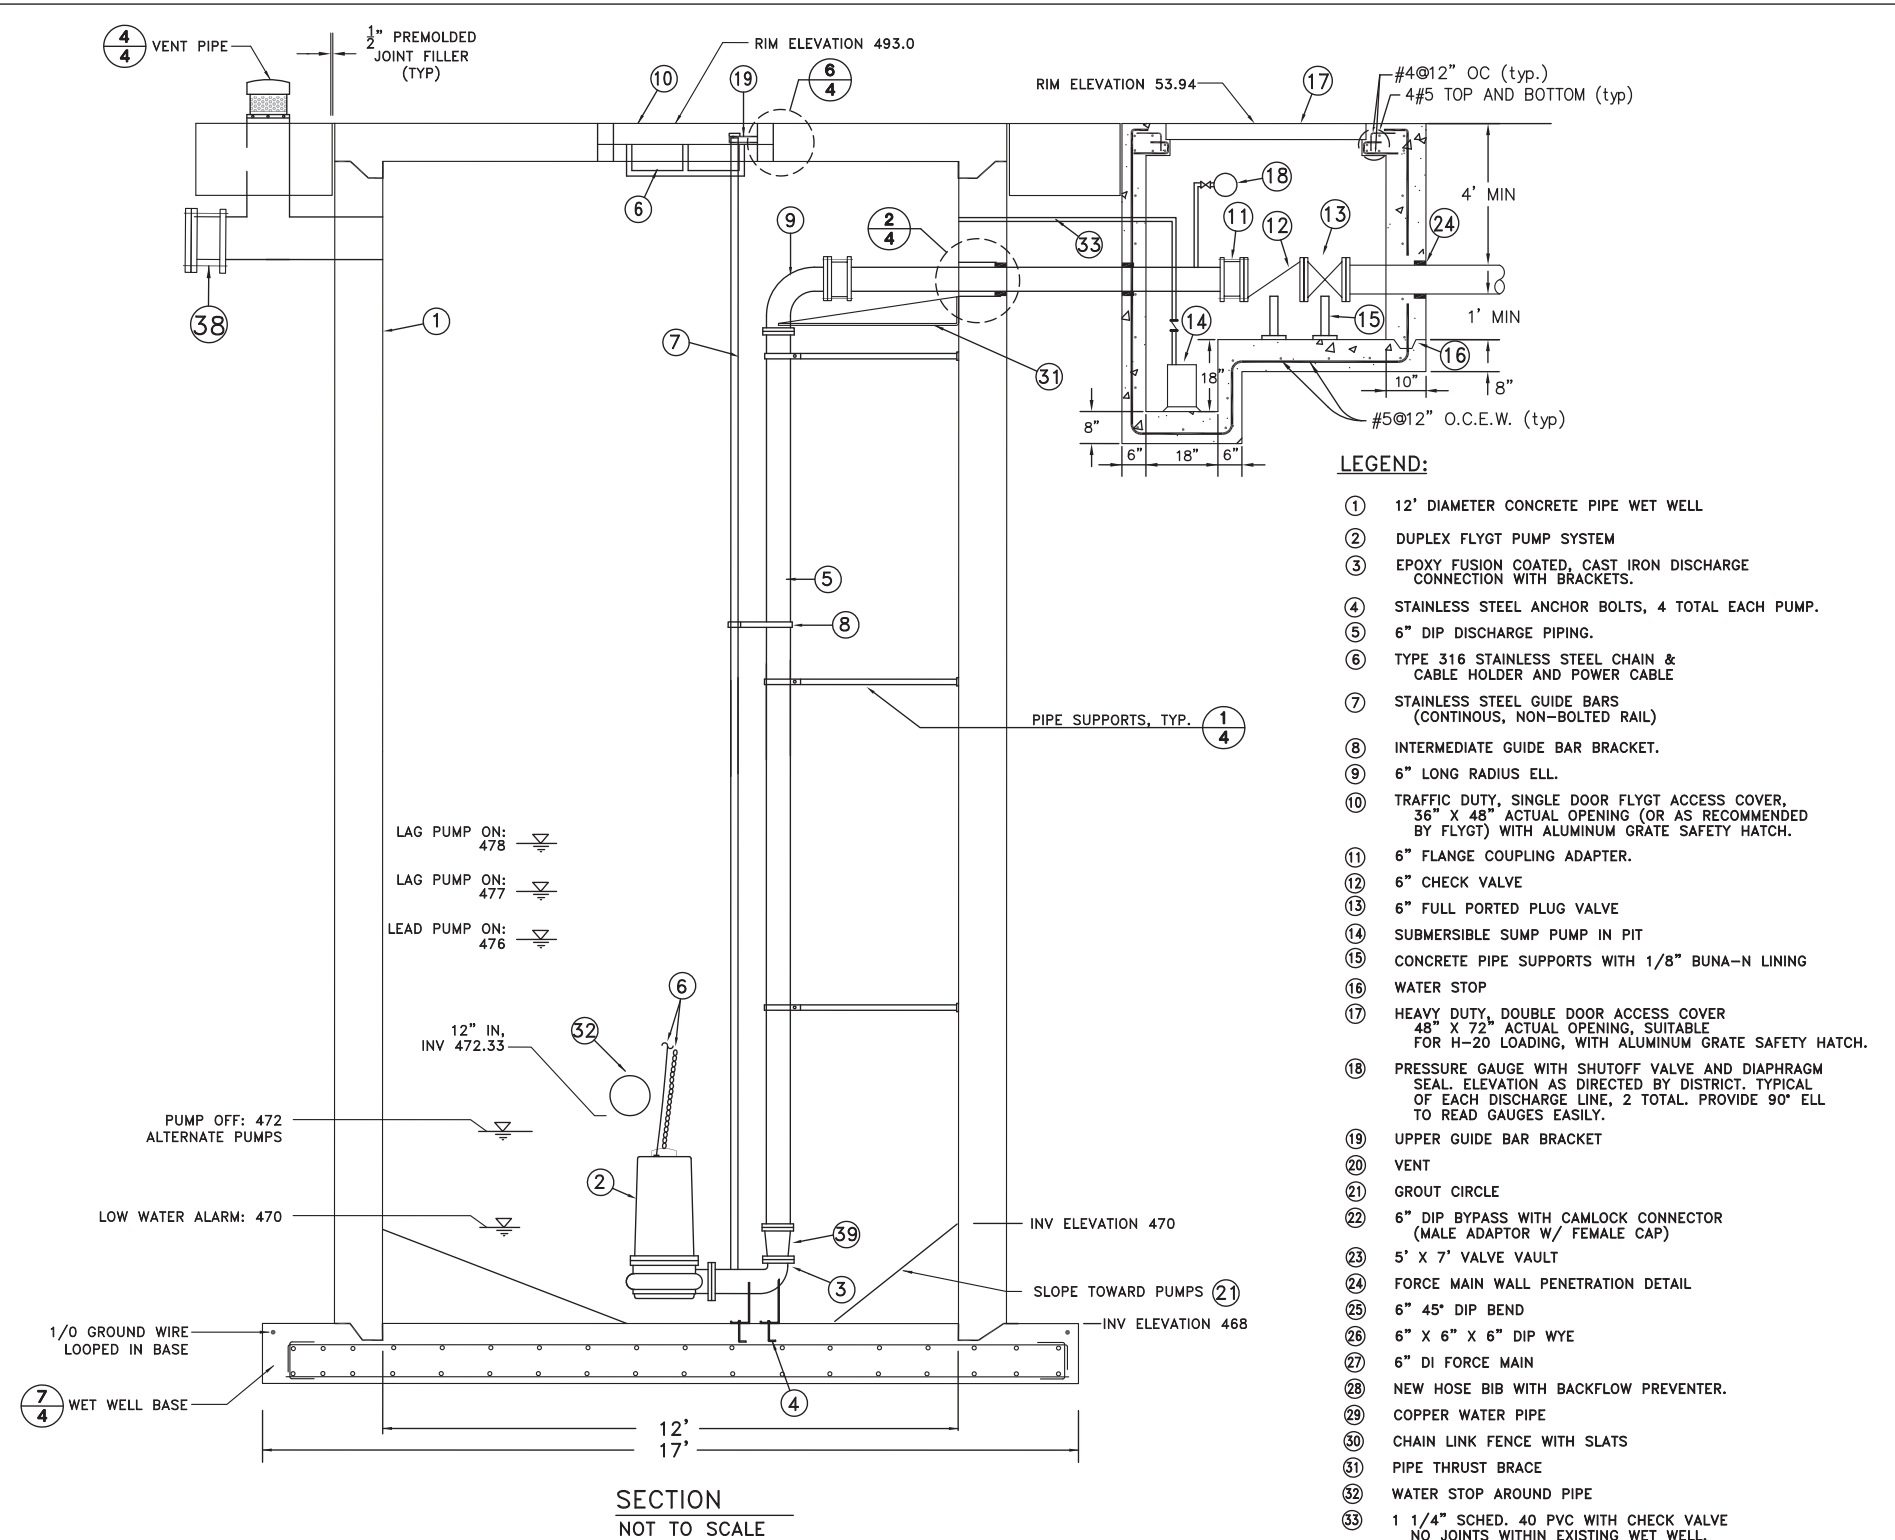 4
4
VENT PIPE
1/2" PREMOLDED
JOINT FILLER
(TYP)
RIM ELEVATION 493.0
10
19
6
4
RIM ELEVATION 53.94
17
#4@12" OC (typ.)
4#5 TOP AND BOTTOM (typ)
6
9
2
4
33
18
11
12
13
4' MIN
24
38
1
7
14
15
1' MIN
16
31
18"
10"
8"
8"
#5@12" O.C.E.W. (typ)
6"
18"
6"
5
8
PIPE SUPPORTS, TYP.
1
4
LAG PUMP ON:
478
LAG PUMP ON:
477
LEAD PUMP ON:
476
6
12" IN,
INV 472.33
32
PUMP OFF: 472
ALTERNATE PUMPS
2
LOW WATER ALARM: 470
INV ELEVATION 470
39
3
SLOPE TOWARD PUMPS
21
INV ELEVATION 468
1/0 GROUND WIRE
LOOPED IN BASE
7
4
WET WELL BASE
4
12'
17'
SECTION
NOT TO SCALE
LEGEND:
1 12' DIAMETER CONCRETE PIPE WET WELL
2 DUPLEX FLYGT PUMP SYSTEM
3 EPOXY FUSION COATED, CAST IRON DISCHARGE
CONNECTION WITH BRACKETS.
4 STAINLESS STEEL ANCHOR BOLTS, 4 TOTAL EACH PUMP.
5 6" DIP DISCHARGE PIPING.
6 TYPE 316 STAINLESS STEEL CHAIN &
CABLE HOLDER AND POWER CABLE
7 STAINLESS STEEL GUIDE BARS
(CONTINOUS, NON-BOLTED RAIL)
8 INTERMEDIATE GUIDE BAR BRACKET.
9 6" LONG RADIUS ELL.
10 TRAFFIC DUTY, SINGLE DOOR FLYGT ACCESS COVER,
36" X 48" ACTUAL OPENING (OR AS RECOMMENDED
BY FLYGT) WITH ALUMINUM GRATE SAFETY HATCH.
11 6" FLANGE COUPLING ADAPTER.
12 6" CHECK VALVE
13 6" FULL PORTED PLUG VALVE
14 SUBMERSIBLE SUMP PUMP IN PIT
15 CONCRETE PIPE SUPPORTS WITH 1/8" BUNA-N LINING
16 WATER STOP
17 HEAVY DUTY, DOUBLE DOOR ACCESS COVER
48" X 72" ACTUAL OPENING, SUITABLE
FOR H-20 LOADING, WITH ALUMINUM GRATE SAFETY HATCH.
18 PRESSURE GAUGE WITH SHUTOFF VALVE AND DIAPHRAGM
SEAL. ELEVATION AS DIRECTED BY DISTRICT. TYPICAL
OF EACH DISCHARGE LINE, 2 TOTAL. PROVIDE 90° ELL
TO READ GAUGES EASILY.
19 UPPER GUIDE BAR BRACKET
20 VENT
21 GROUT CIRCLE
22 6" DIP BYPASS WITH CAMLOCK CONNECTOR
(MALE ADAPTOR W/ FEMALE CAP)
23 5' X 7' VALVE VAULT
24 FORCE MAIN WALL PENETRATION DETAIL
25 6" 45° DIP BEND
26 6" X 6" X 6" DIP WYE
27 6" DI FORCE MAIN
28 NEW HOSE BIB WITH BACKFLOW PREVENTER.
29 COPPER WATER PIPE
30 CHAIN LINK FENCE WITH SLATS
31 PIPE THRUST BRACE
32 WATER STOP AROUND PIPE
33 1 1/4" SCHED. 40 PVC WITH CHECK VALVE
NO JOINTS WITHIN EXISTING WET WELL.